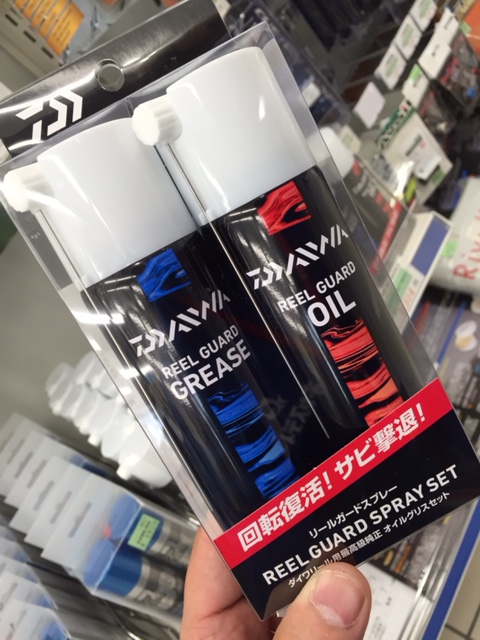 DAIWA
REEL GUARD
GREASE
DAIWA
REEL GUARD
OIL
回転復活！サビ撃退！
リールガードスプレー
REEL GUARD SPRAY SET
ダイワリール用最高級純正 オイルグリスセット